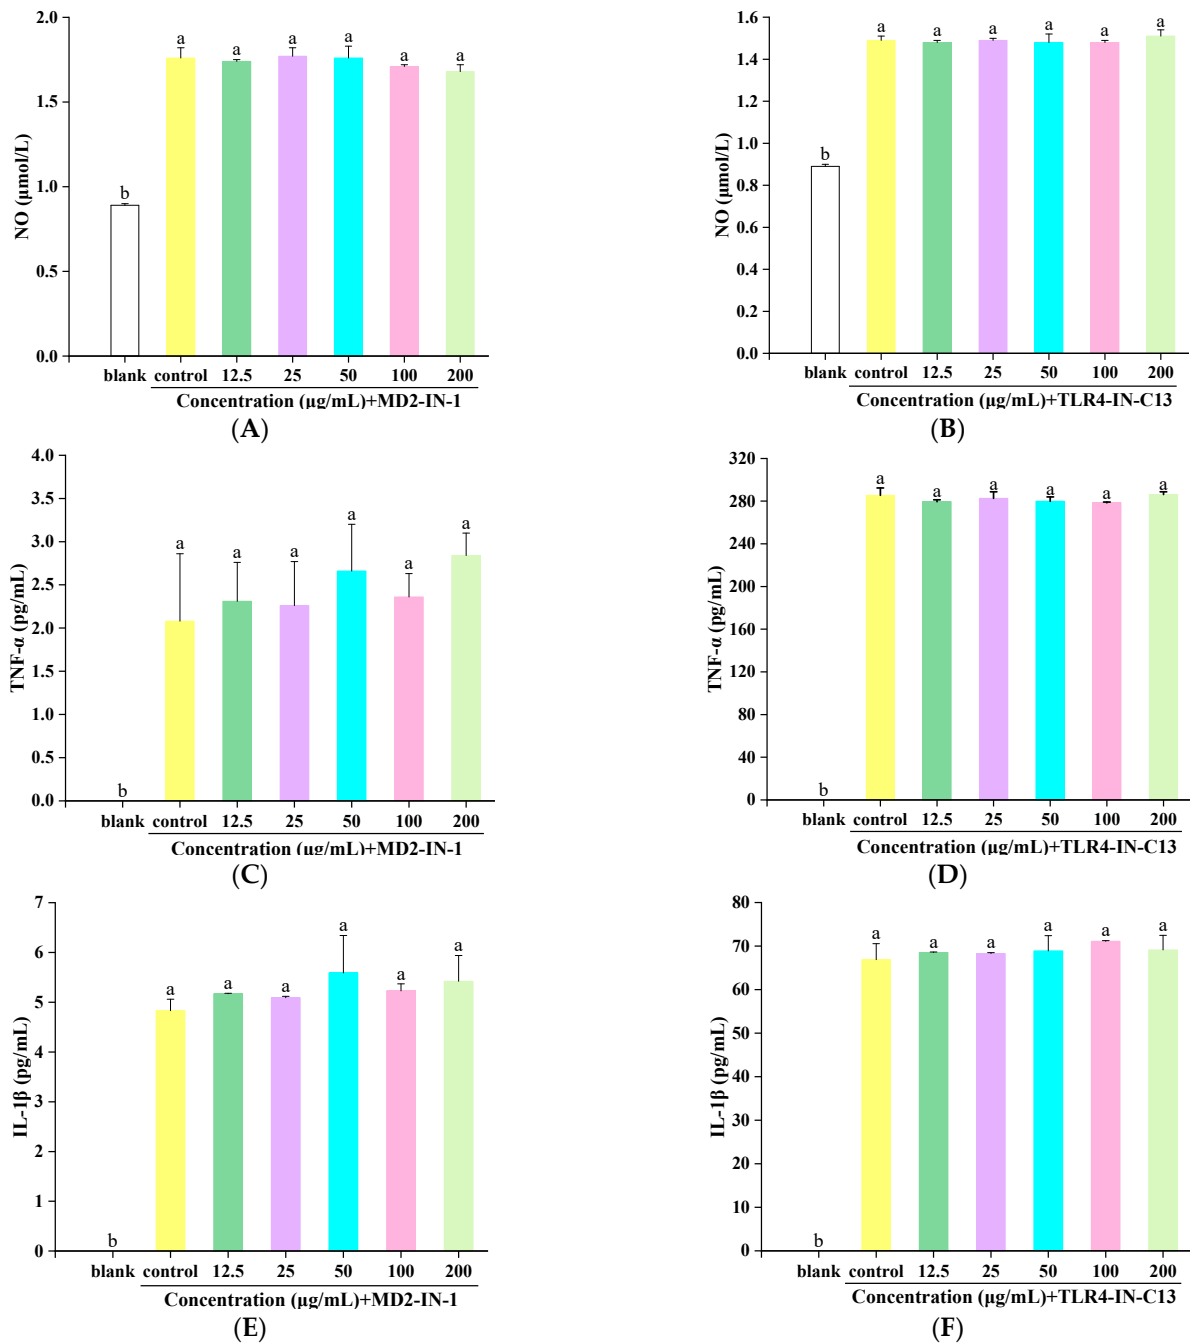 2.0
1.5
1.0
0.5
0.0
NO (μmol/L)
b
a
a
a
a
a
a
blank control 12.5 25 50 100 200
Concentration (μg/mL)+MD2-IN-1
(A)
1.6
1.4
1.2
1.0
0.8
0.6
0.4
0.2
0.0
NO (μmol/L)
b
a
a
a
a
a
a
blank control 12.5 25 50 100 200
Concentration (μg/mL)+TLR4-IN-C13
(B)
4.0
3.5
3.0
2.5
2.0
1.5
1.0
0.5
0.0
TNF-α (pg/mL)
b
a
a
a
a
a
a
blank control 12.5 25 50 100 200
Concentration (μg/mL)+MD2-IN-1
(C)
320
280
240
200
160
120
80
40
0
TNF-α (pg/mL)
b
a
a
a
a
a
a
blank control 12.5 25 50 100 200
Concentration (μg/mL)+TLR4-IN-C13
(D)
7
6
5
4
3
2
1
0
IL-1β (pg/mL)
b
a
a
a
a
a
a
blank control 12.5 25 50 100 200
Concentration (μg/mL)+MD2-IN-1
(E)
80
70
60
50
40
30
20
10
0
IL-1β (pg/mL)
b
a
a
a
a
a
a
blank control 12.5 25 50 100 200
Concentration (μg/mL)+TLR4-IN-C13
(F)